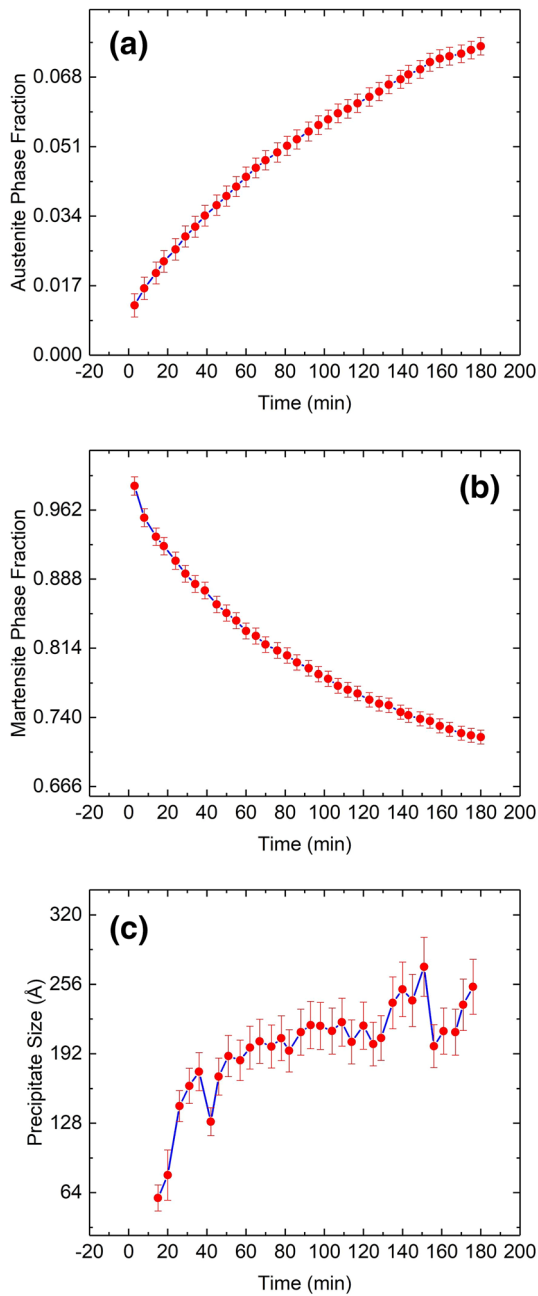 (a)
Austenite Phase Fraction
0.068
0.051
0.034
0.017
0.000
-20 0 20 40 60 80 100 120 140 160 180 200
Time (min)
(b)
Martensite Phase Fraction
0.962
0.888
0.814
0.740
0.666
-20 0 20 40 60 80 100 120 140 160 180 200
Time (min)
(c)
Precipitate Size (Å)
320
256
192
128
64
-20 0 20 40 60 80 100 120 140 160 180 200
Time (min)